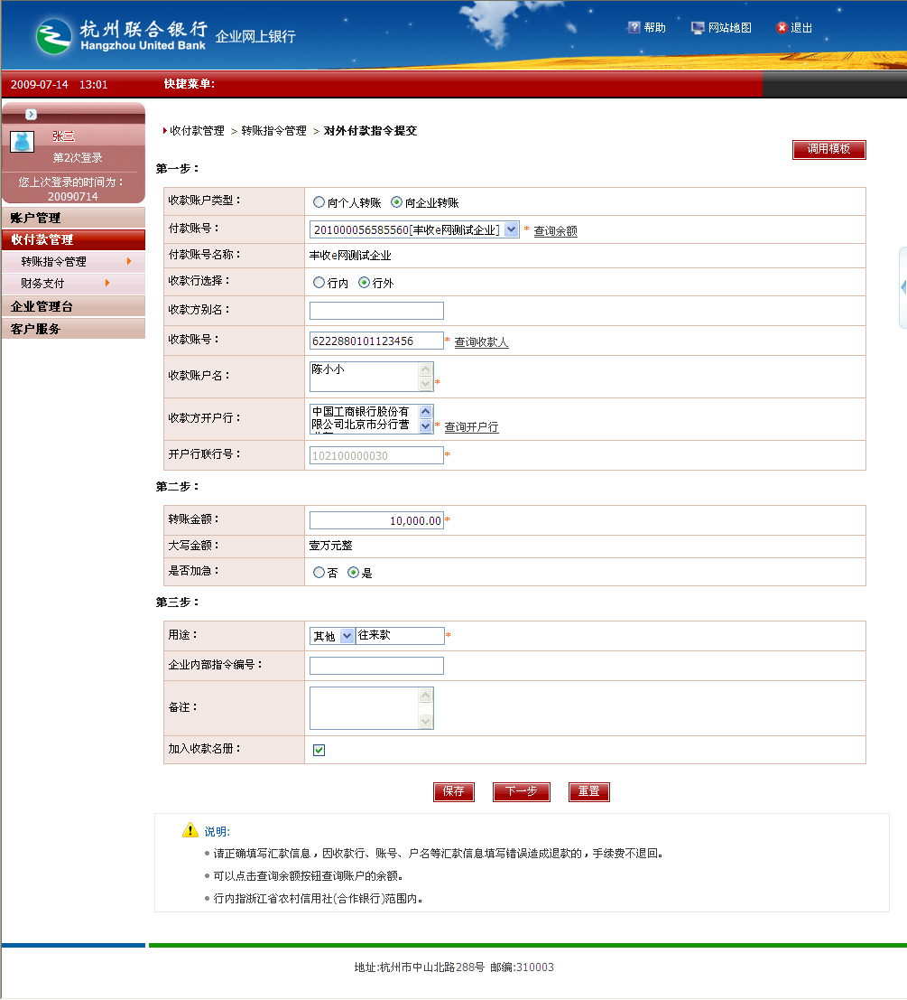 杭州联合银行 企业网上银行
Hangzhou United Bank
帮助 网站地图 退出
2009-07-14 13:01 快捷菜单:
张三
第2次登录
您上次登录的时间为：
20090714
账户管理
收付款管理
转账指令管理
财务支付
企业管理台
客户服务
收付款管理 > 转账指令管理 > 对外付款指令提交
调用模板
第一步：
收款账户类型： 向个人转账 向企业转账
付款账号： 201000056585560[丰收e网测试企业] * 查询余额
付款账号名称： 丰收e网测试企业
收款行选择： 行内 行外
收款方别名：
收款账号： 6222880101123456 * 查询收款人
收款账户名： 陈小小 *
收款方开户行： 中国工商银行股份有
限公司北京市分行营 * 查询开户行
开户行联行号： 102100000030 *
第二步：
转账金额： 10,000.00 *
大写金额： 壹万元整
是否加急： 否 是
第三步：
用途： 其他 往来款 *
企业内部指令编号：
备注：
加入收款名册：
保存 下一步 重置
说明:
请正确填写汇款信息，因收款行、账号、户名等汇款信息填写错误造成退款的，手续费不退回。
可以点击查询余额按钮查询账户的余额。
行内指浙江省农村信用社(合作银行)范围内。
地址:杭州市中山北路288号 邮编:310003